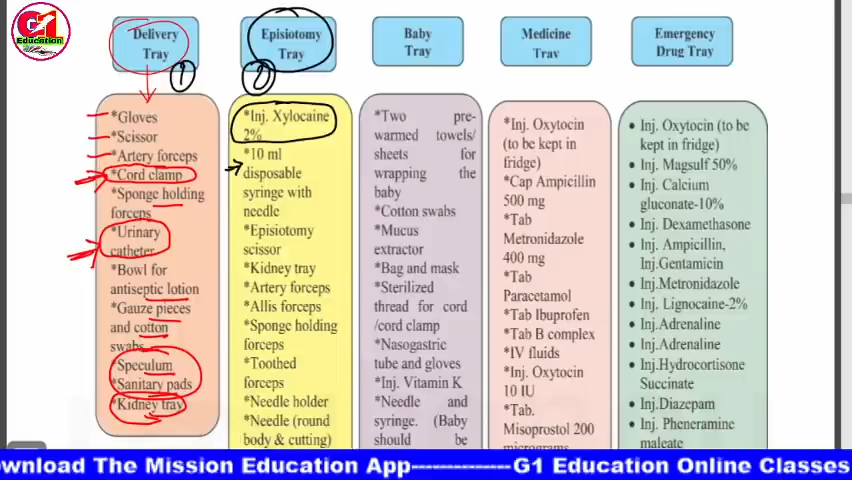 G1
Education
Delivery
Tray
1
Episiotomy
Tray
2
Baby
Tray
Medicine
Tray
Emergency
Drug Tray
*Gloves
*Scissor
*Artery forceps
*Cord clamp
*Sponge holding
forceps
*Urinary
catheter
*Bowl for
antiseptic lotion
*Gauze pieces
and cotton
swabs
*Speculum
*Sanitary pads
*Kidney tray
*Inj. Xylocaine
2%
*10 ml
disposable
syringe with
needle
*Episiotomy
scissor
*Kidney tray
*Artery forceps
*Allis forceps
*Sponge holding
forceps
*Toothed
forceps
*Needle holder
*Needle (round
body & cutting)
*Two pre-
warmed towels/
sheets for
wrapping the
baby
*Cotton swabs
*Mucus
extractor
*Bag and mask
*Sterilized
thread for cord
/cord clamp
*Nasogastric
tube and gloves
*Inj. Vitamin K
*Needle and
syringe. (Baby
should be
*Inj. Oxytocin
(to be kept in
fridge)
*Cap Ampicillin
500 mg
*Tab
Metronidazole
400 mg
*Tab
Paracetamol
*Tab Ibuprofen
*Tab B complex
*IV fluids
*Inj. Oxytocin
10 IU
*Tab.
Misoprostol 200
micrograms
• Inj. Oxytocin (to be
kept in fridge)
• Inj. Magsulf 50%
• Inj. Calcium
gluconate-10%
• Inj. Dexamethasone
• Inj. Ampicillin,
Inj.Gentamicin
• Inj.Metronidazole
• Inj. Lignocaine-2%
• Inj.Adrenaline
• Inj.Adrenaline
• Inj.Hydrocortisone
Succinate
• Inj.Diazepam
• Inj. Pheneramine
maleate
ownload The Mission Education App--------------G1 Education Online Classes